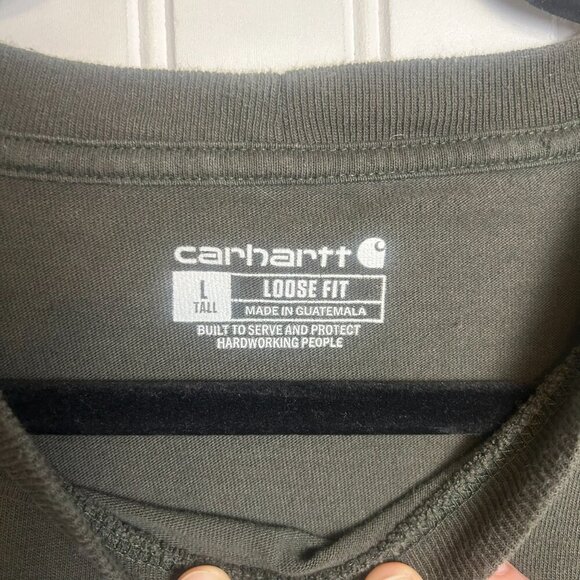 carhartt
L
TALL
LOOSE FIT
MADE IN GUATEMALA
BUILT TO SERVE AND PROTECT
HARDWORKING PEOPLE